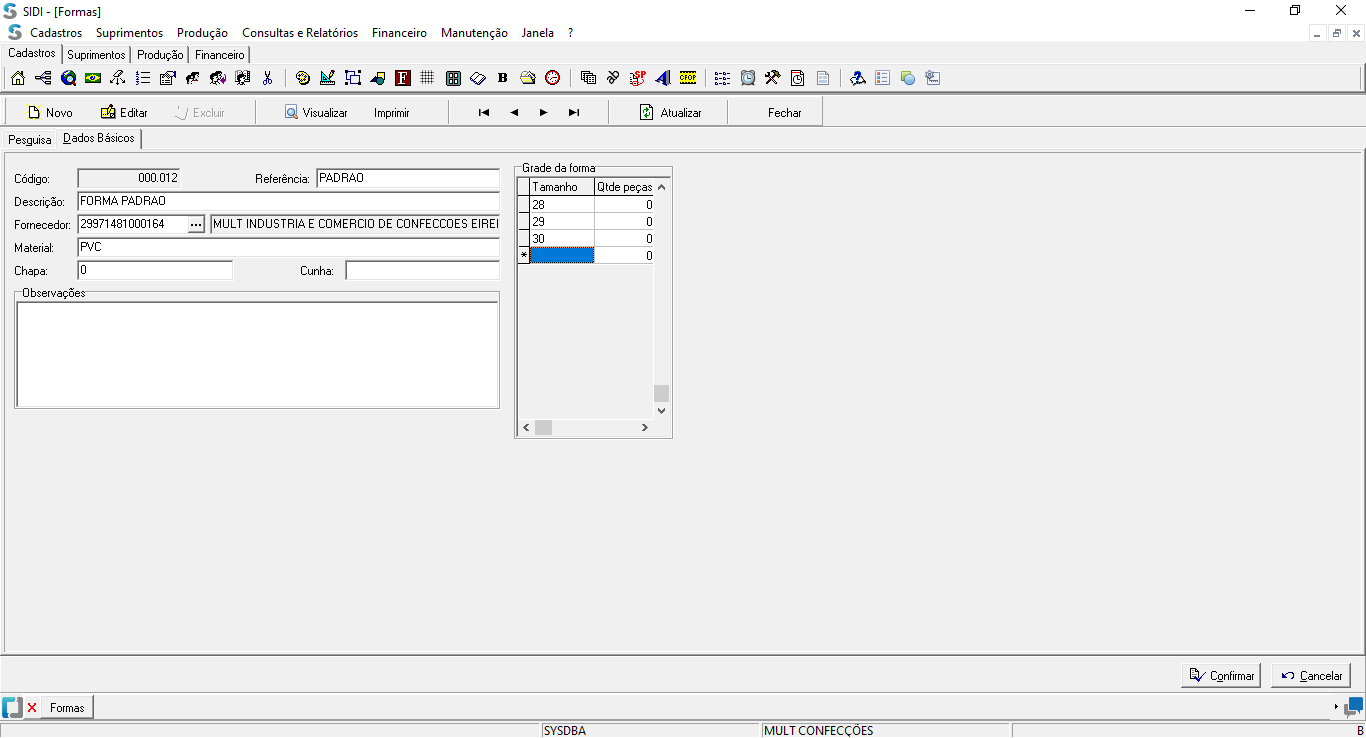 SIDI - [Formas]
Cadastros Suprimentos Produção Consultas e Relatórios Financeiro Manutenção Janela ?
Cadastros Suprimentos Produção Financeiro
F B SP CFOP
Novo Editar Excluir Visualizar Imprimir Atualizar Fechar
Pesquisa Dados Básicos
Código: 000.012 Referência: PADRAO
Descrição: FORMA PADRAO
Fornecedor: 29971481000164 ... MULT INDUSTRIA E COMERCIO DE CONFECCOES EIREI
Material: PVC
Chapa: 0 Cunha:
Observações
Grade da forma
Tamanho Qtde peças
28 0
29 0
30 0
* 0
Confirmar Cancelar
Formas
SYSDBA MULT CONFECÇÕES B